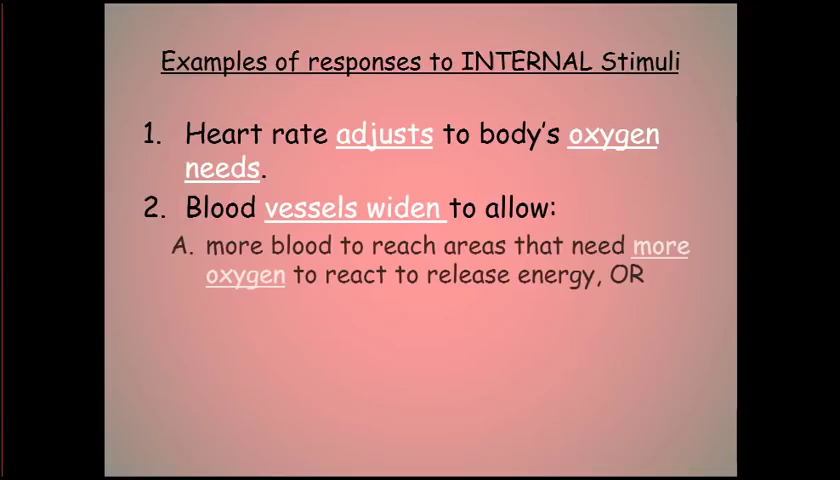 Examples of responses to INTERNAL Stimuli
1. Heart rate adjusts to body's oxygen
needs.
2. Blood vessels widen to allow:
A. more blood to reach areas that need more
oxygen to react to release energy, OR